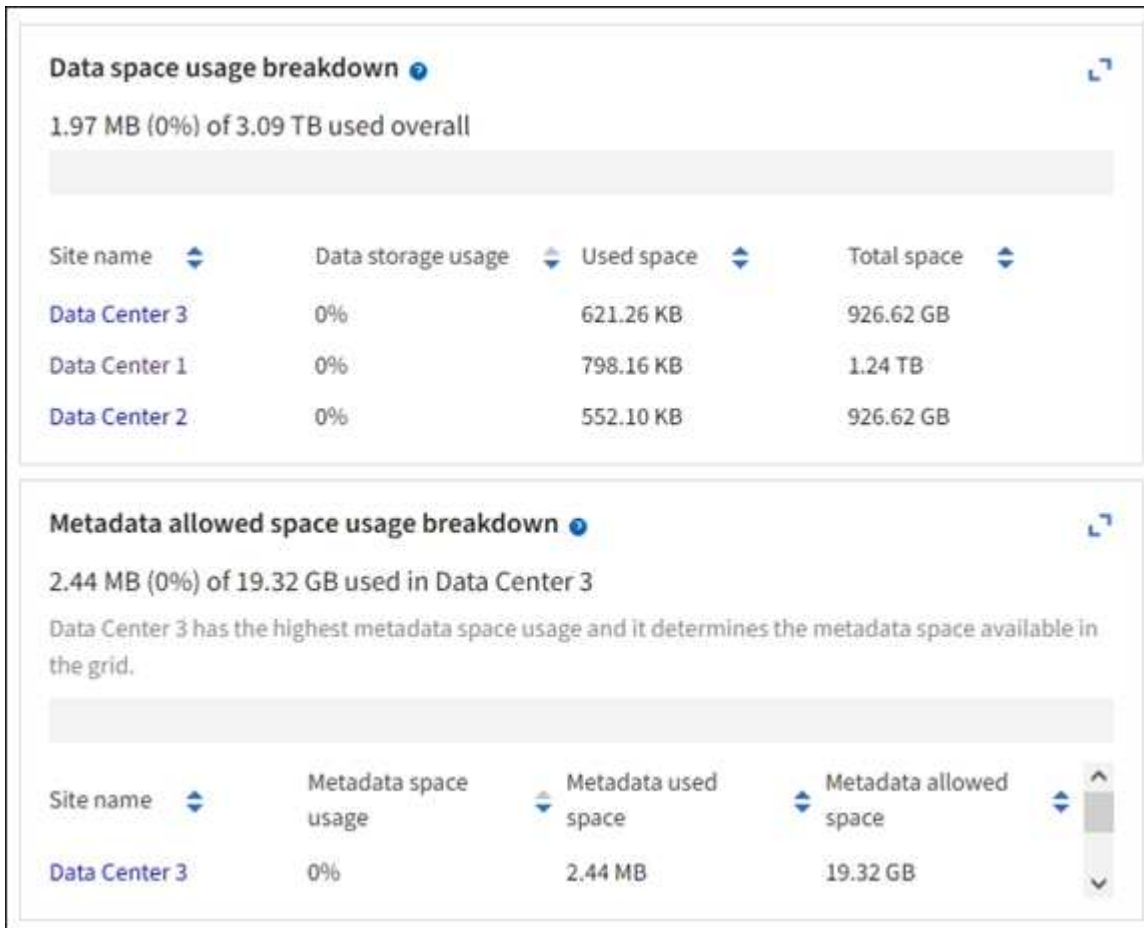 Data space usage breakdown
1.97 MB (0%) of 3.09 TB used overall
Site name Data storage usage Used space Total space
Data Center 3 0% 621.26 KB 926.62 GB
Data Center 1 0% 798.16 KB 1.24 TB
Data Center 2 0% 552.10 KB 926.62 GB
Metadata allowed space usage breakdown
2.44 MB (0%) of 19.32 GB used in Data Center 3
Data Center 3 has the highest metadata space usage and it determines the metadata space available in
the grid.
Site name Metadata space usage Metadata used space Metadata allowed space
Data Center 3 0% 2.44 MB 19.32 GB